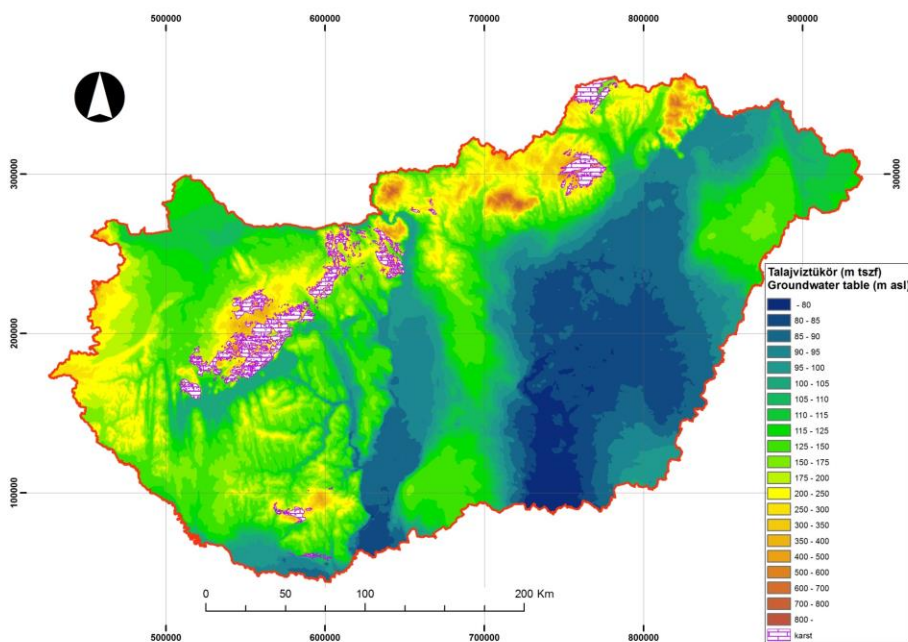 500000 600000 700000 800000 900000
300000
300000
200000
100000
Talajvíztükör (m tszf)
Groundwater table (m asl)
- 80
80 - 85
85 - 90
90 - 95
95 - 100
100 - 105
105 - 110
110 - 115
115 - 125
125 - 150
150 - 175
175 - 200
200 - 250
250 - 300
300 - 350
350 - 400
400 - 500
500 - 600
600 - 700
700 - 800
800 -
karst
0 50 100 200 Km
500000 600000 700000 800000